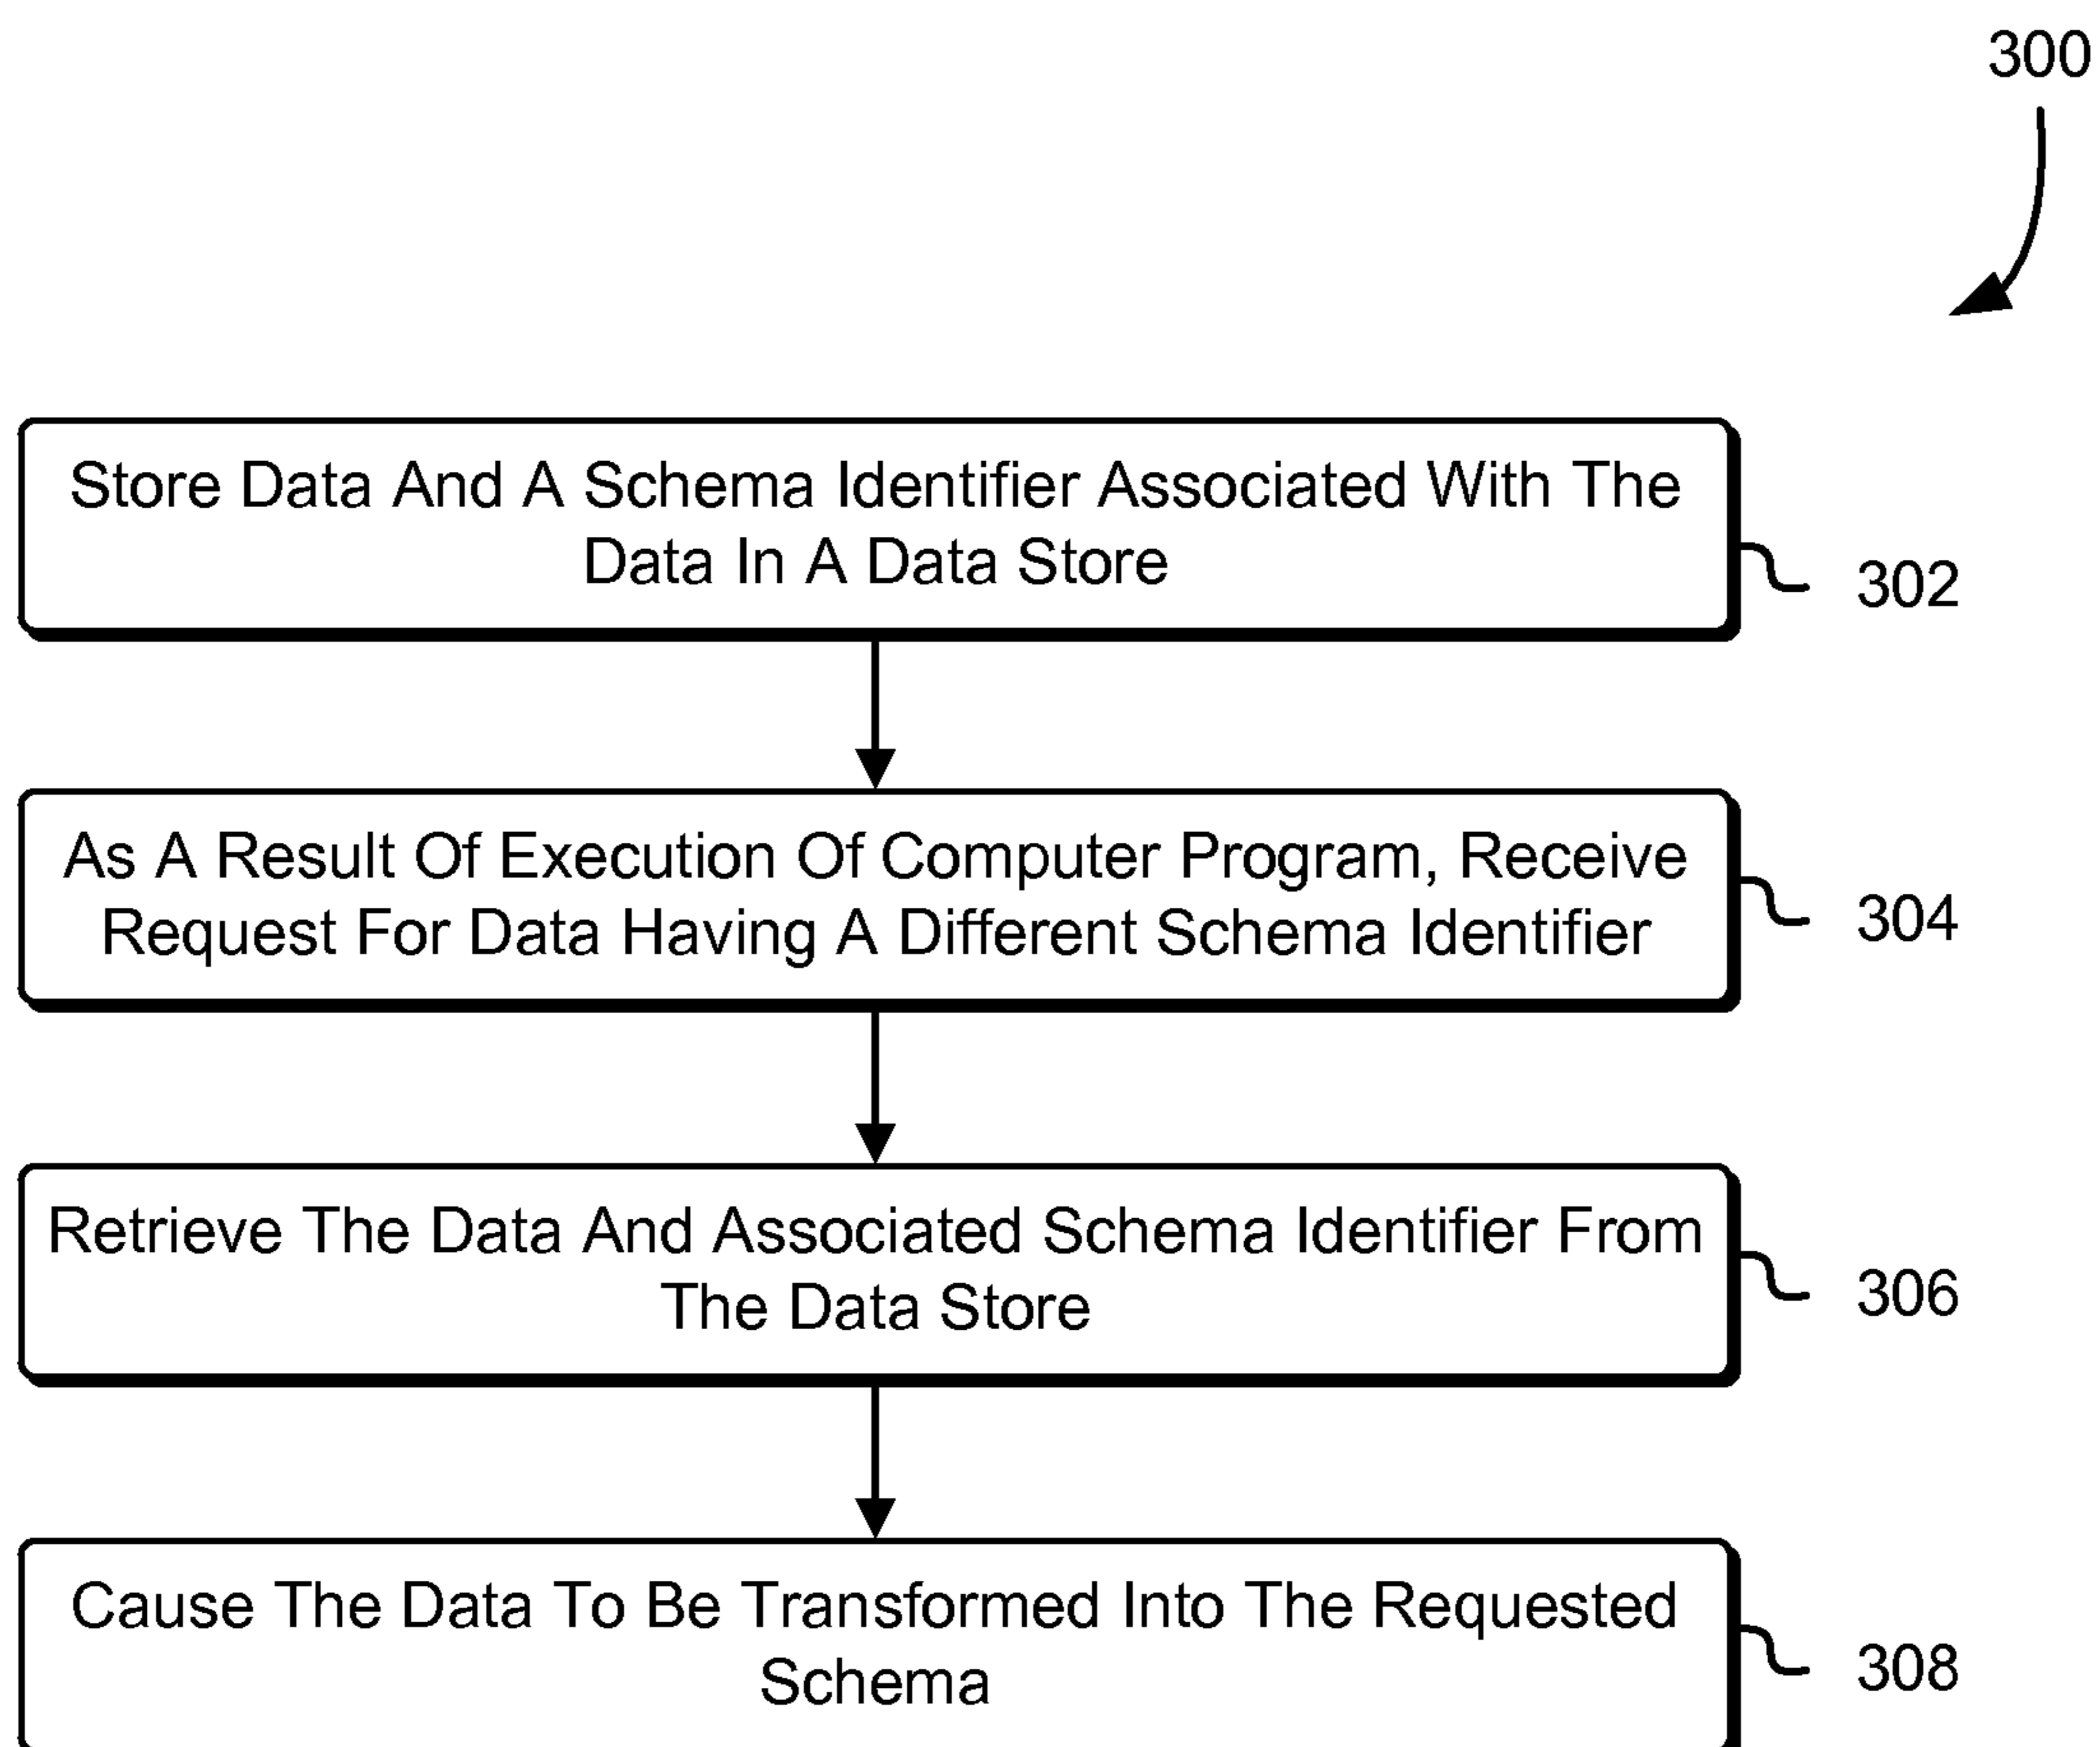 300
Store Data And A Schema Identifier Associated With The
Data In A Data Store
302
As A Result Of Execution Of Computer Program, Receive
Request For Data Having A Different Schema Identifier
304
Retrieve The Data And Associated Schema Identifier From
The Data Store
306
Cause The Data To Be Transformed Into The Requested
Schema
308